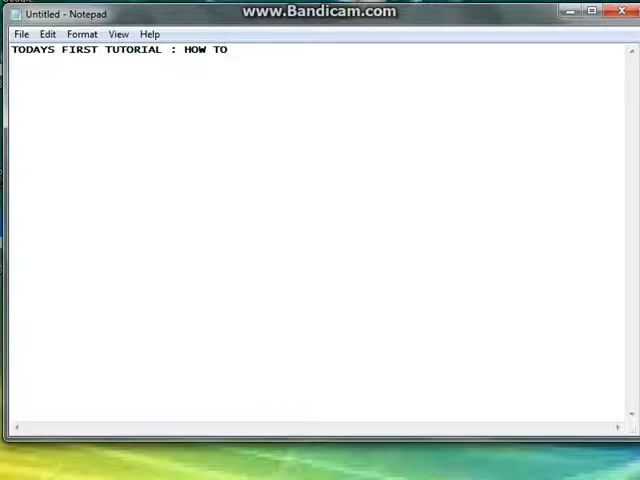 www.Bandicam.com
Untitled - Notepad
File Edit Format View Help
TODAYS FIRST TUTORIAL : HOW TO